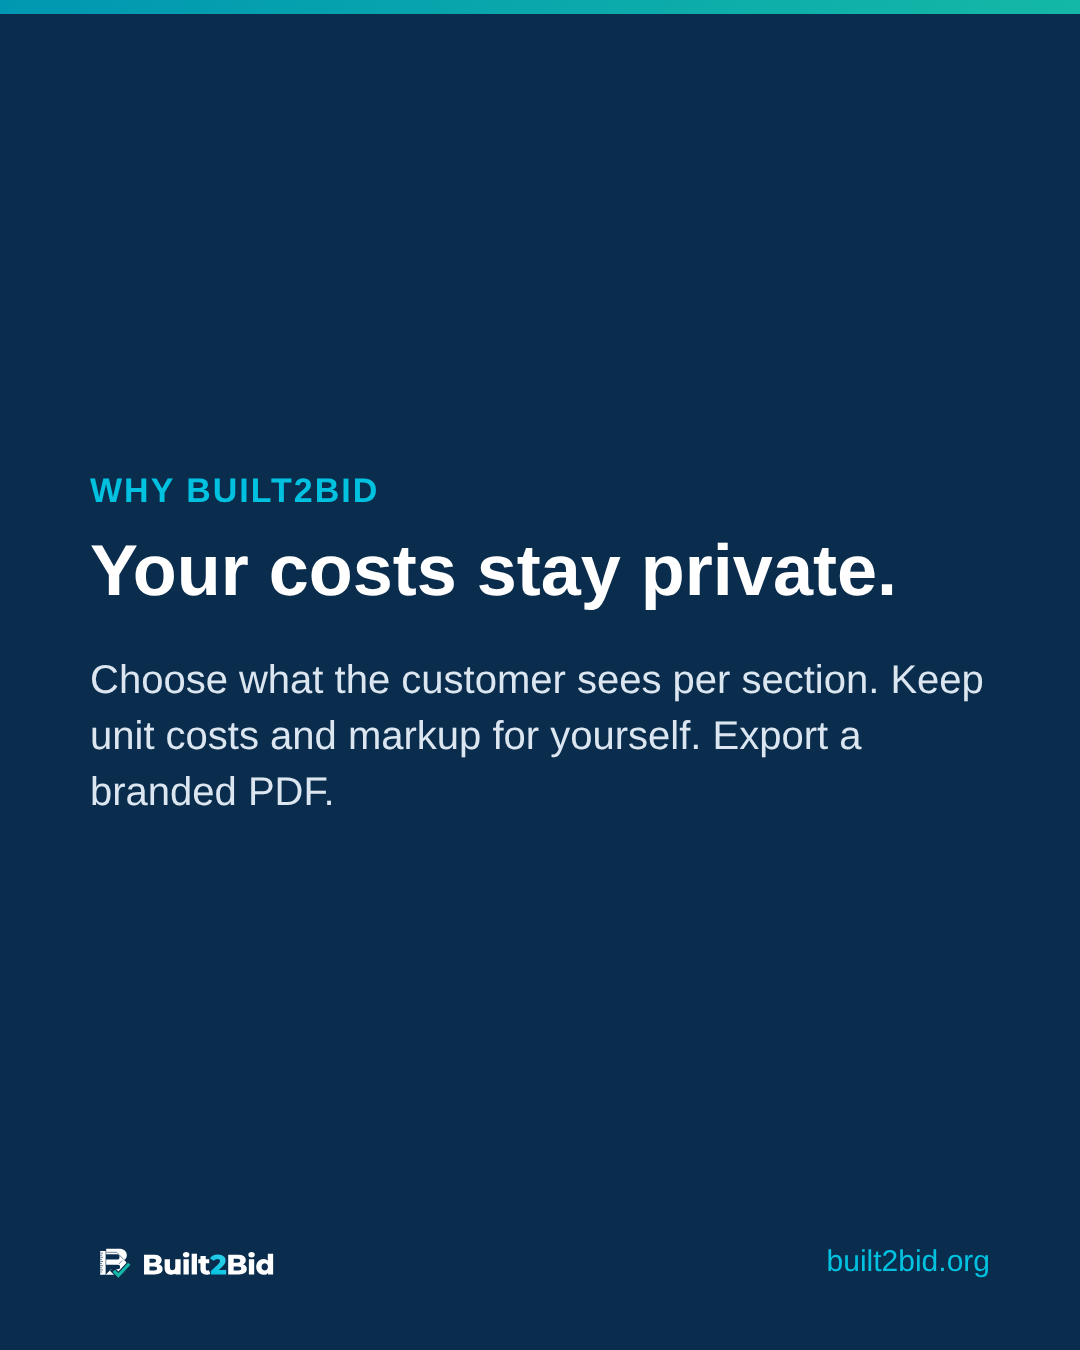 WHY BUILT2BID
Your costs stay private.
Choose what the customer sees per section. Keep
unit costs and markup for yourself. Export a
branded PDF.
Built2Bid
built2bid.org